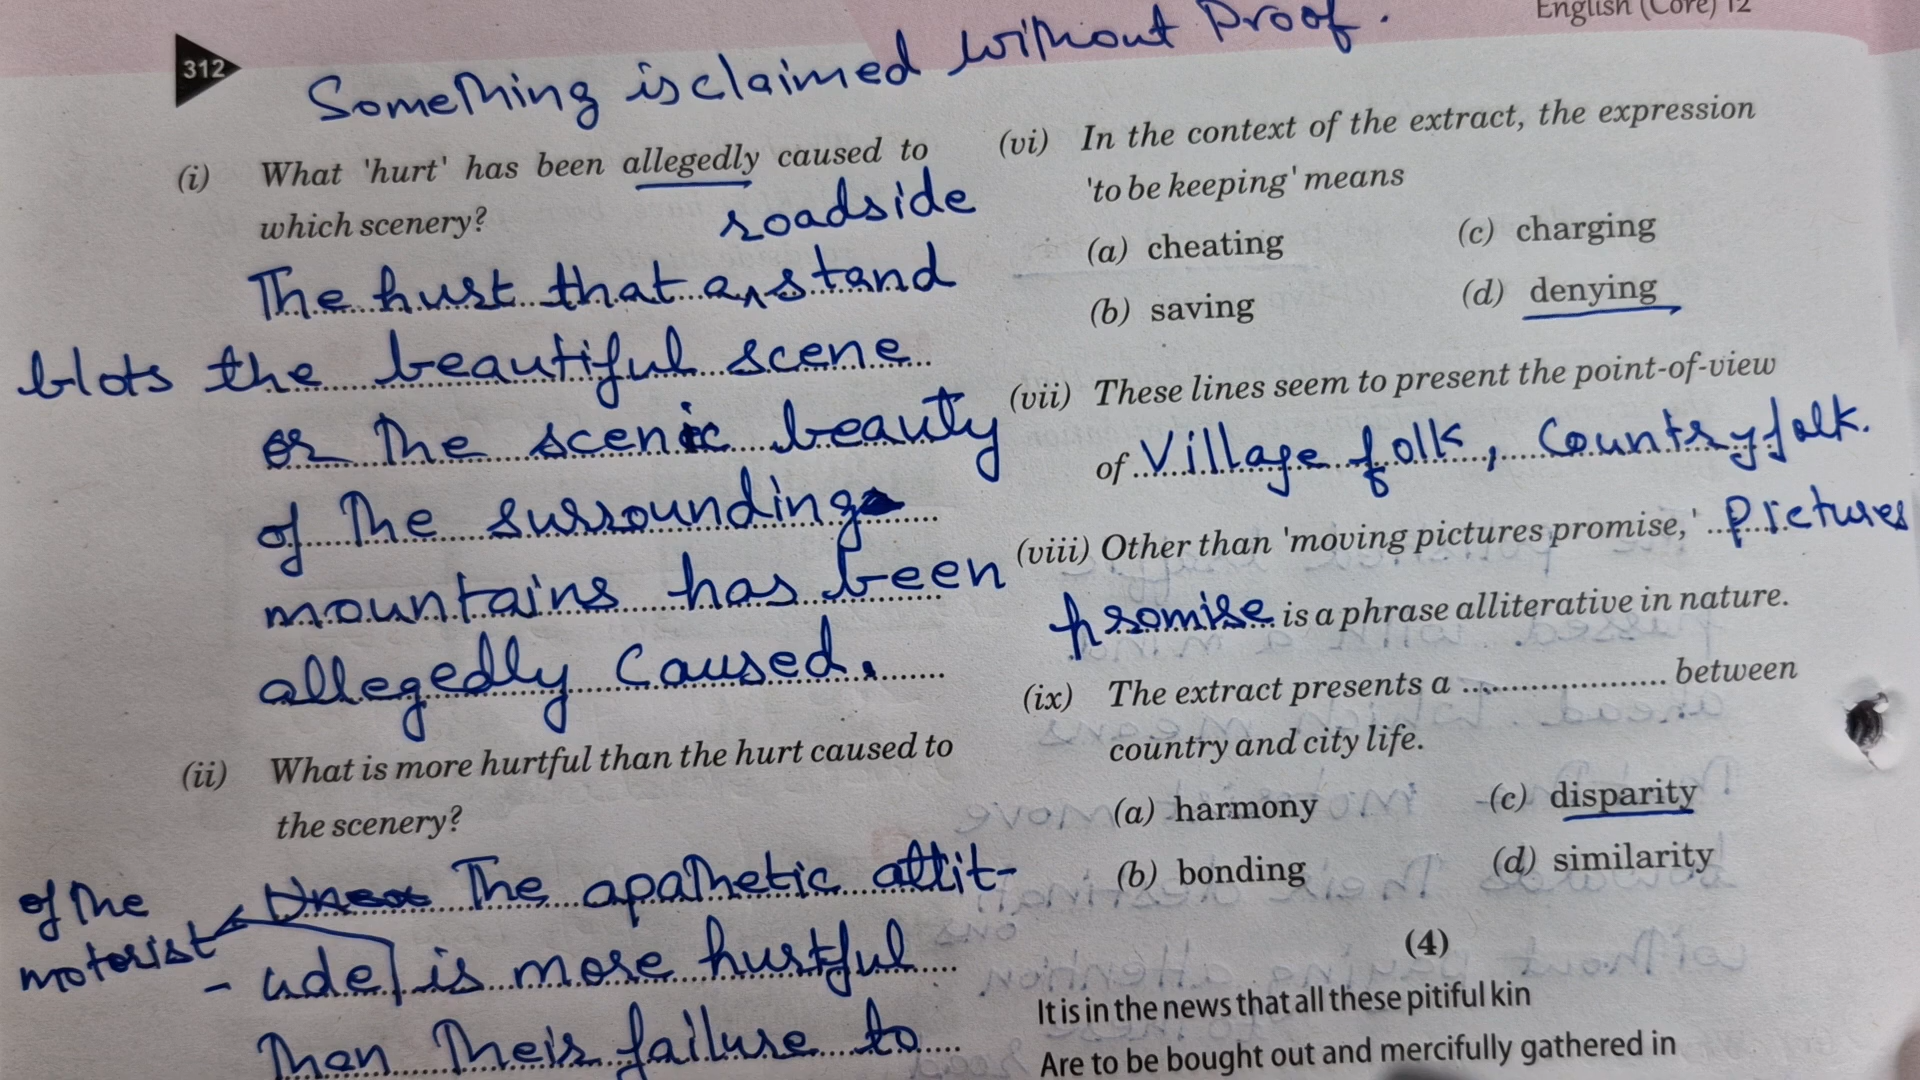 English (Core) 12
312
Something is claimed without Proof.
(i) What 'hurt' has been allegedly caused to
which scenery?
roadside
The hurt that a stand
blots the beautiful scene
or the scenic beauty
of the surrounding
mountains has been
allegedly caused.
(ii) What is more hurtful than the hurt caused to
the scenery?
The apathetic attit-
of the
motorist
- ude is more hurtful
Than Their failure to
(vi) In the context of the extract, the expression
'to be keeping' means
(a) cheating (c) charging
(b) saving (d) denying
(vii) These lines seem to present the point-of-view
of Village folk, Countryfolk.
(viii) Other than 'moving pictures promise,' Pictures
promise is a phrase alliterative in nature.
(ix) The extract presents a .................... between
country and city life.
(a) harmony (c) disparity
(b) bonding (d) similarity
(4)
It is in the news that all these pitiful kin
Are to be bought out and mercifully gathered in